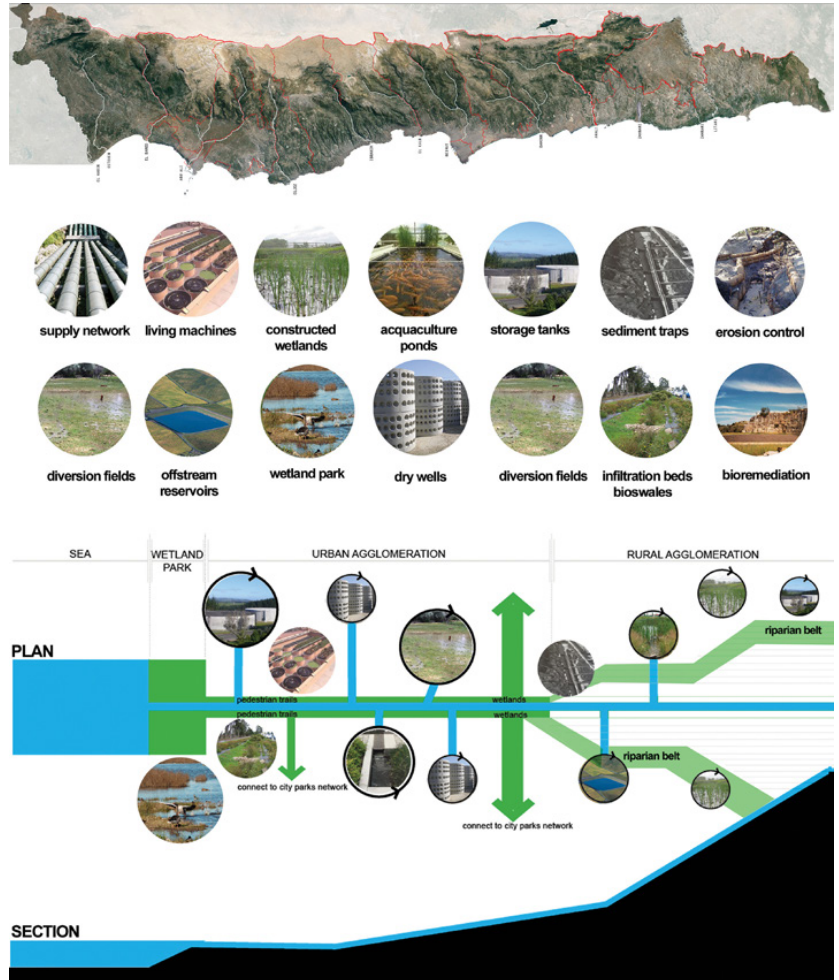 BEIRUT
supply network
living machines
constructed
wetlands
acquaculture
ponds
storage tanks
sediment traps
erosion control
diversion fields
offstream
reservoirs
wetland park
dry wells
diversion fields
infiltration beds
bioswales
bioremediation
SEA
WETLAND
PARK
URBAN AGGLOMERATION
RURAL AGGLOMERATION
PLAN
riparian belt
pedestrian trails
wetlands
pedestrian trails
wetlands
riparian belt
connect to city parks network
connect to city parks network
SECTION